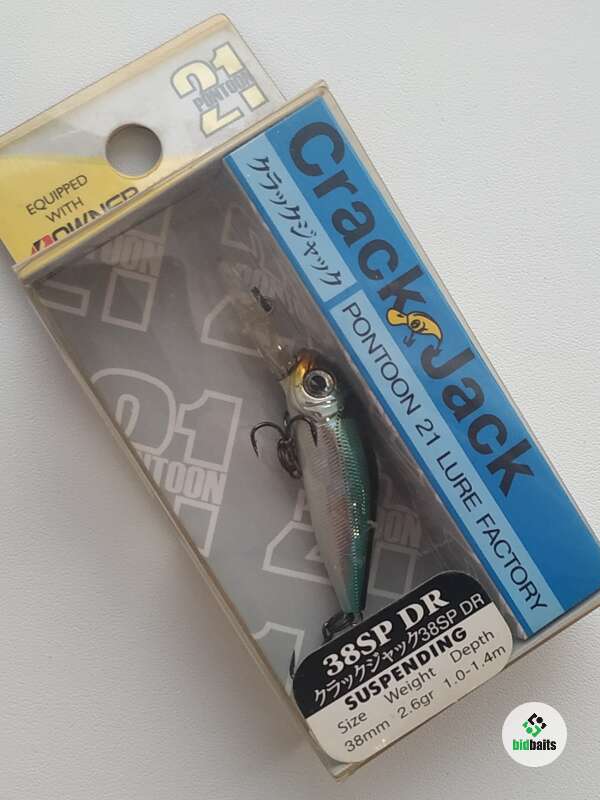 21
PONTOON
EQUIPPED
WITH
OWNER
Crack Jack
クラックジャック
PONTOON 21 LURE FACTORY
21
PONTOON
38SP DR
クラックジャック38SP DR
SUSPENDING
Size Weight Depth
38mm 2.6gr 1.0-1.4m
bidbaits